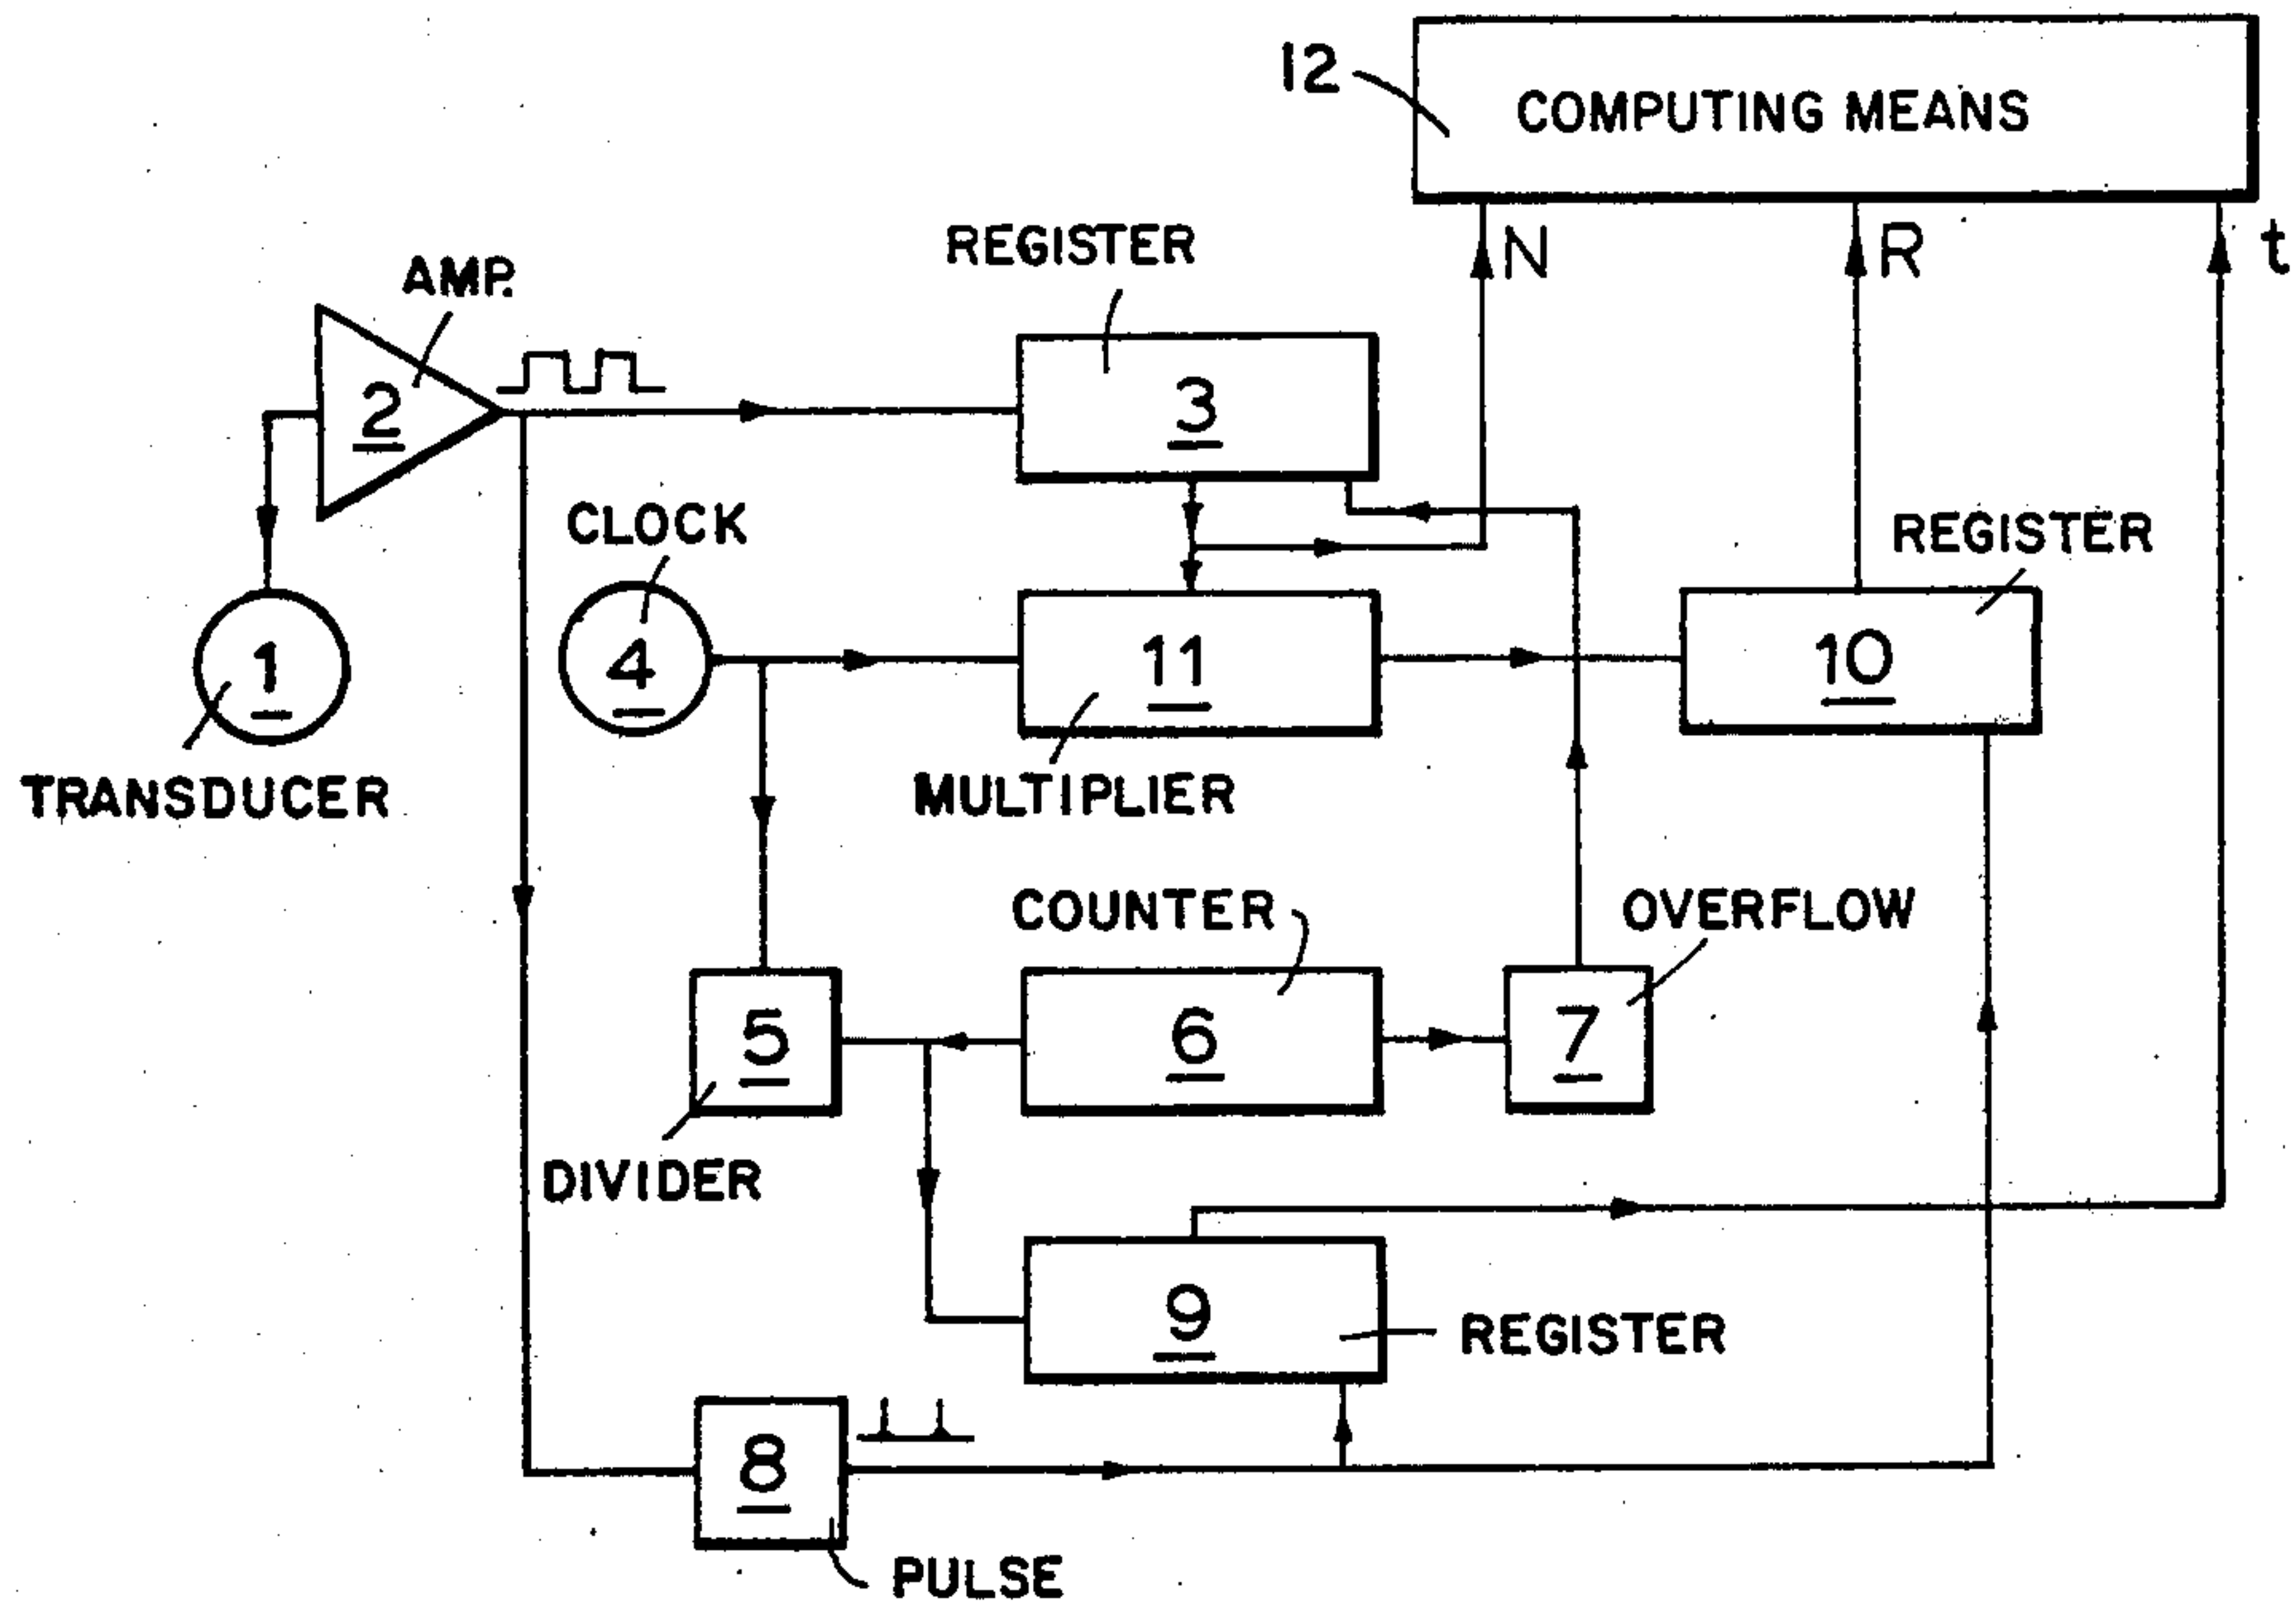 12
COMPUTING MEANS
REGISTER
N
R
t
AMP.
2
3
CLOCK
REGISTER
1
4
11
10
TRANSDUCER
MULTIPLIER
COUNTER
OVERFLOW
5
6
7
DIVIDER
9
REGISTER
8
PULSE